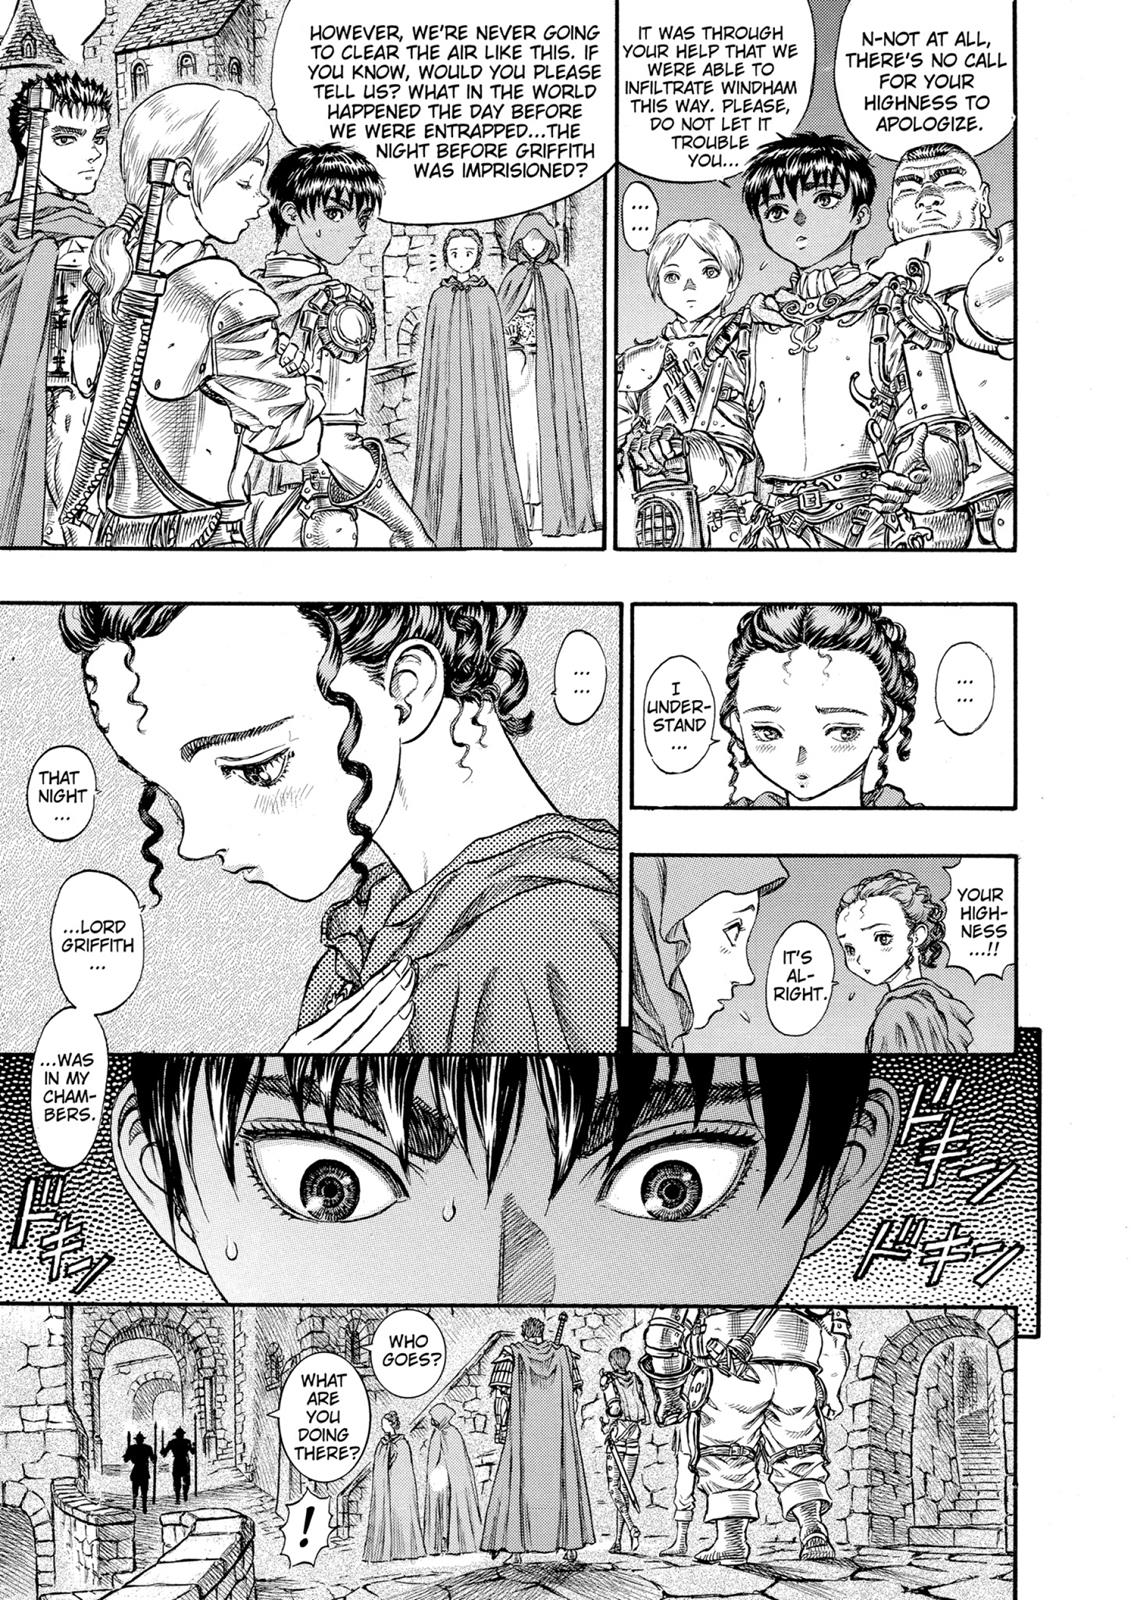 N-NOT AT ALL,
THERE'S NO CALL
FOR YOUR
HIGHNESS TO
APOLOGIZE.
IT WAS THROUGH
YOUR HELP THAT WE
WERE ABLE TO
INFILTRATE WINDHAM
THIS WAY. PLEASE,
DO NOT LET IT
TROUBLE
YOU...
...
...
HOWEVER, WE'RE NEVER GOING
TO CLEAR THE AIR LIKE THIS. IF
YOU KNOW, WOULD YOU PLEASE
TELL US? WHAT IN THE WORLD
HAPPENED THE DAY BEFORE
WE WERE ENTRAPPED...THE
NIGHT BEFORE GRIFFITH
WAS IMPRISIONED?
...
...
I
UNDER-
STAND
...
YOUR
HIGH-
NESS
...!!
IT'S
AL-
RIGHT.
...
...
THAT
NIGHT
...
...LORD
GRIFFITH
...
...WAS
IN MY
CHAM-
BERS.
ドキン
ドキン
ドキン
WHO
GOES?
WHAT
ARE
YOU
DOING
THERE?
!